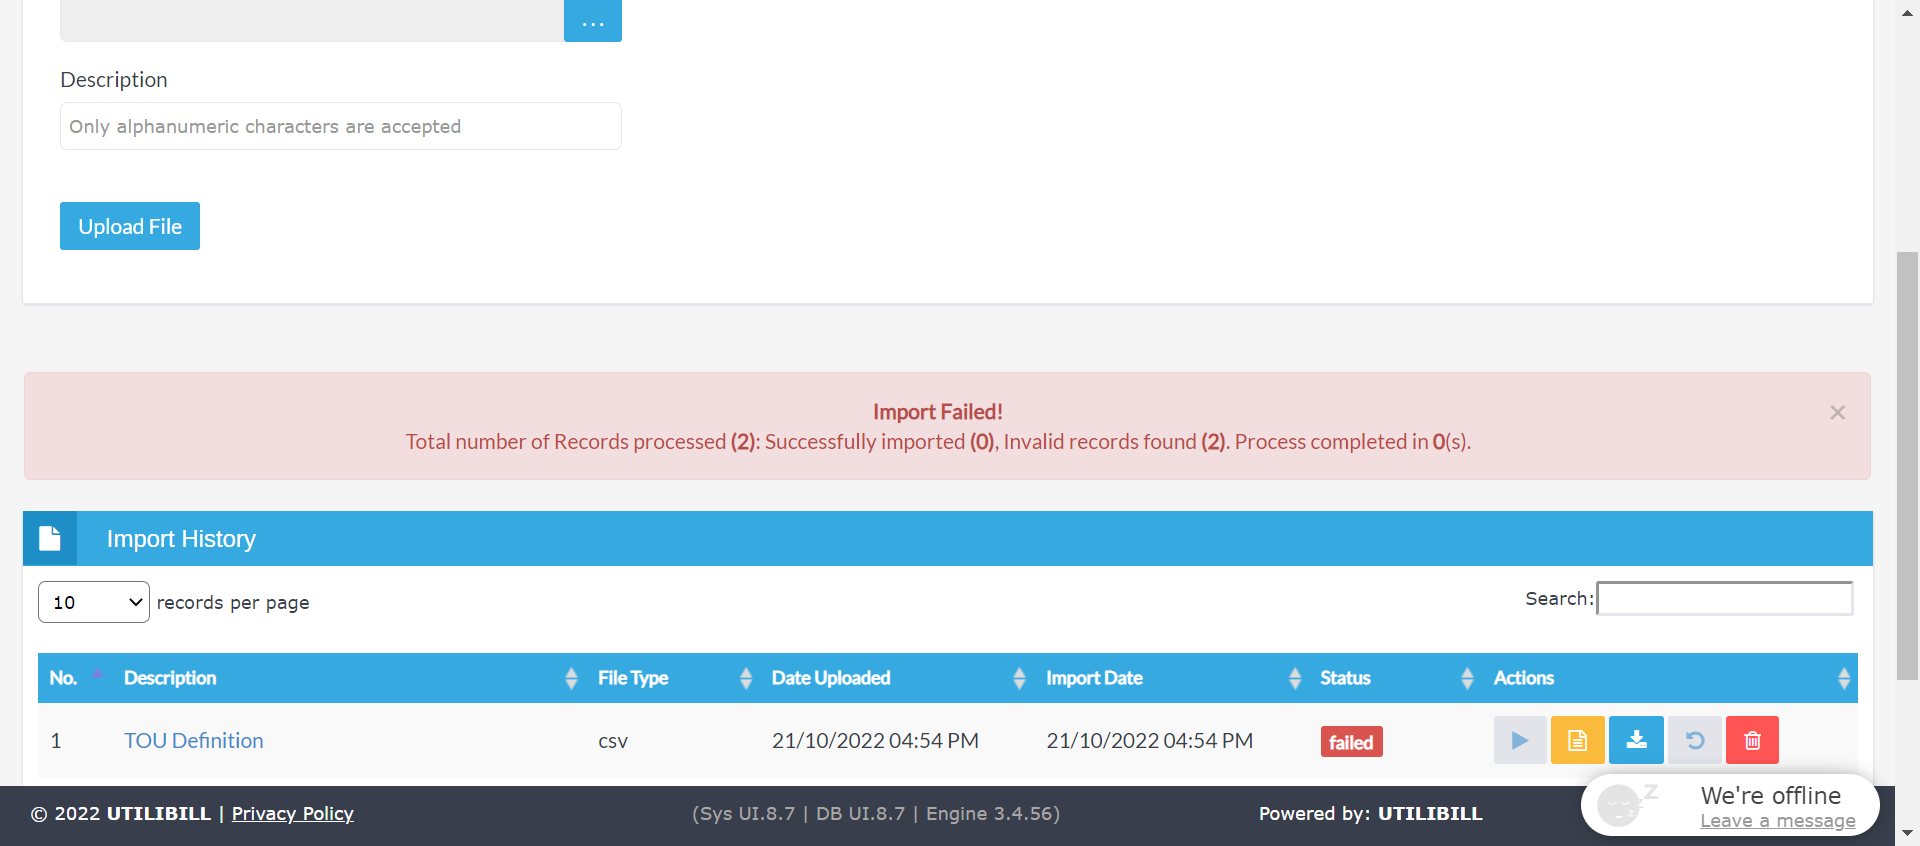 ...
Description
Only alphanumeric characters are accepted
Upload File
Import Failed!
Total number of Records processed (2): Successfully imported (0), Invalid records found (2). Process completed in 0(s).
Import History
10 records per page
Search:
No. Description File Type Date Uploaded Import Date Status Actions
1 TOU Definition csv 21/10/2022 04:54 PM 21/10/2022 04:54 PM failed
© 2022 UTILIBILL | Privacy Policy (Sys UI.8.7 | DB UI.8.7 | Engine 3.4.56) Powered by: UTILIBILL
We're offline
Leave a message